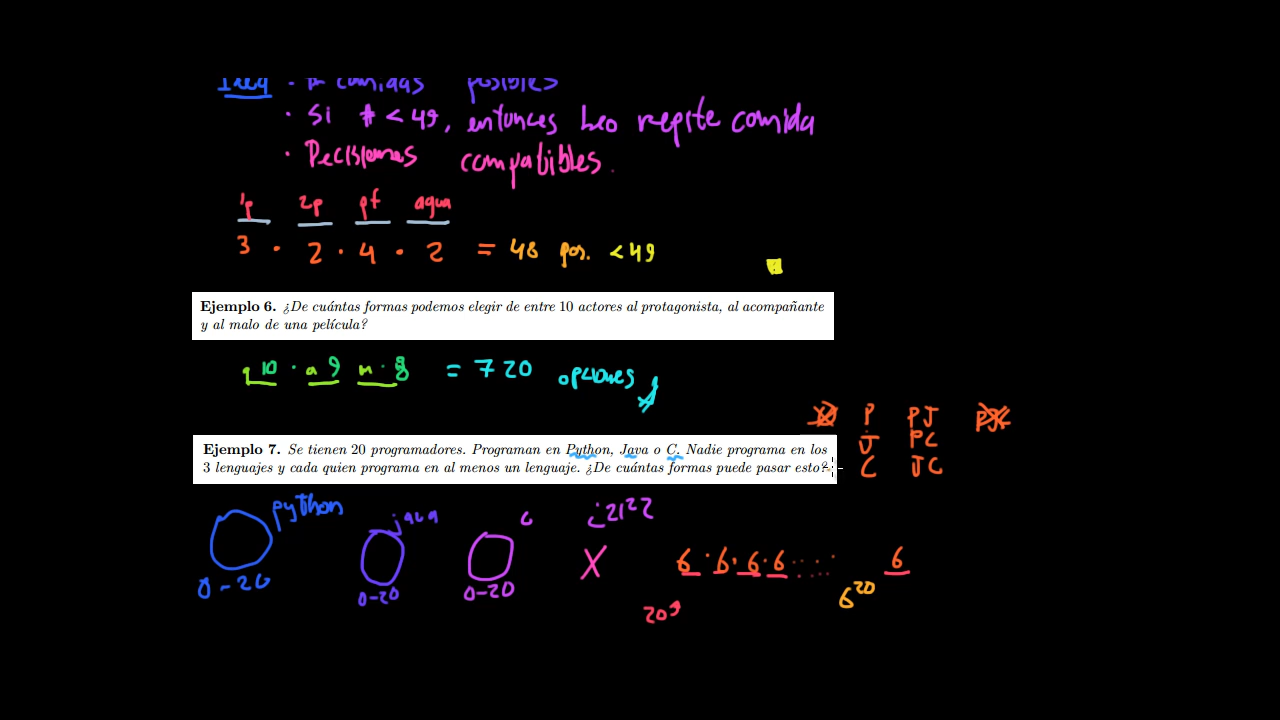 comidas posibles
· Si # < 49, entonces Leo repite comida
· Decisiones compatibles.
1p 2p pf agua
3 · 2 · 4 · 2 = 48 pos. < 49
Ejemplo 6. ¿De cuántas formas podemos elegir de entre 10 actores al protagonista, al acompañante
y al malo de una película?
10 · a 9 m · 8 = 720 opciones
Ejemplo 7. Se tienen 20 programadores. Programan en Python, Java o C. Nadie programa en los
3 lenguajes y cada quien programa en al menos un lenguaje. ¿De cuántas formas puede pasar esto?
P PJ
J PC
C JC
python java c ¿21²?
X 6 · 6 · 6 · 6 ····· 6
0-20 0-20 0-20 6²⁰